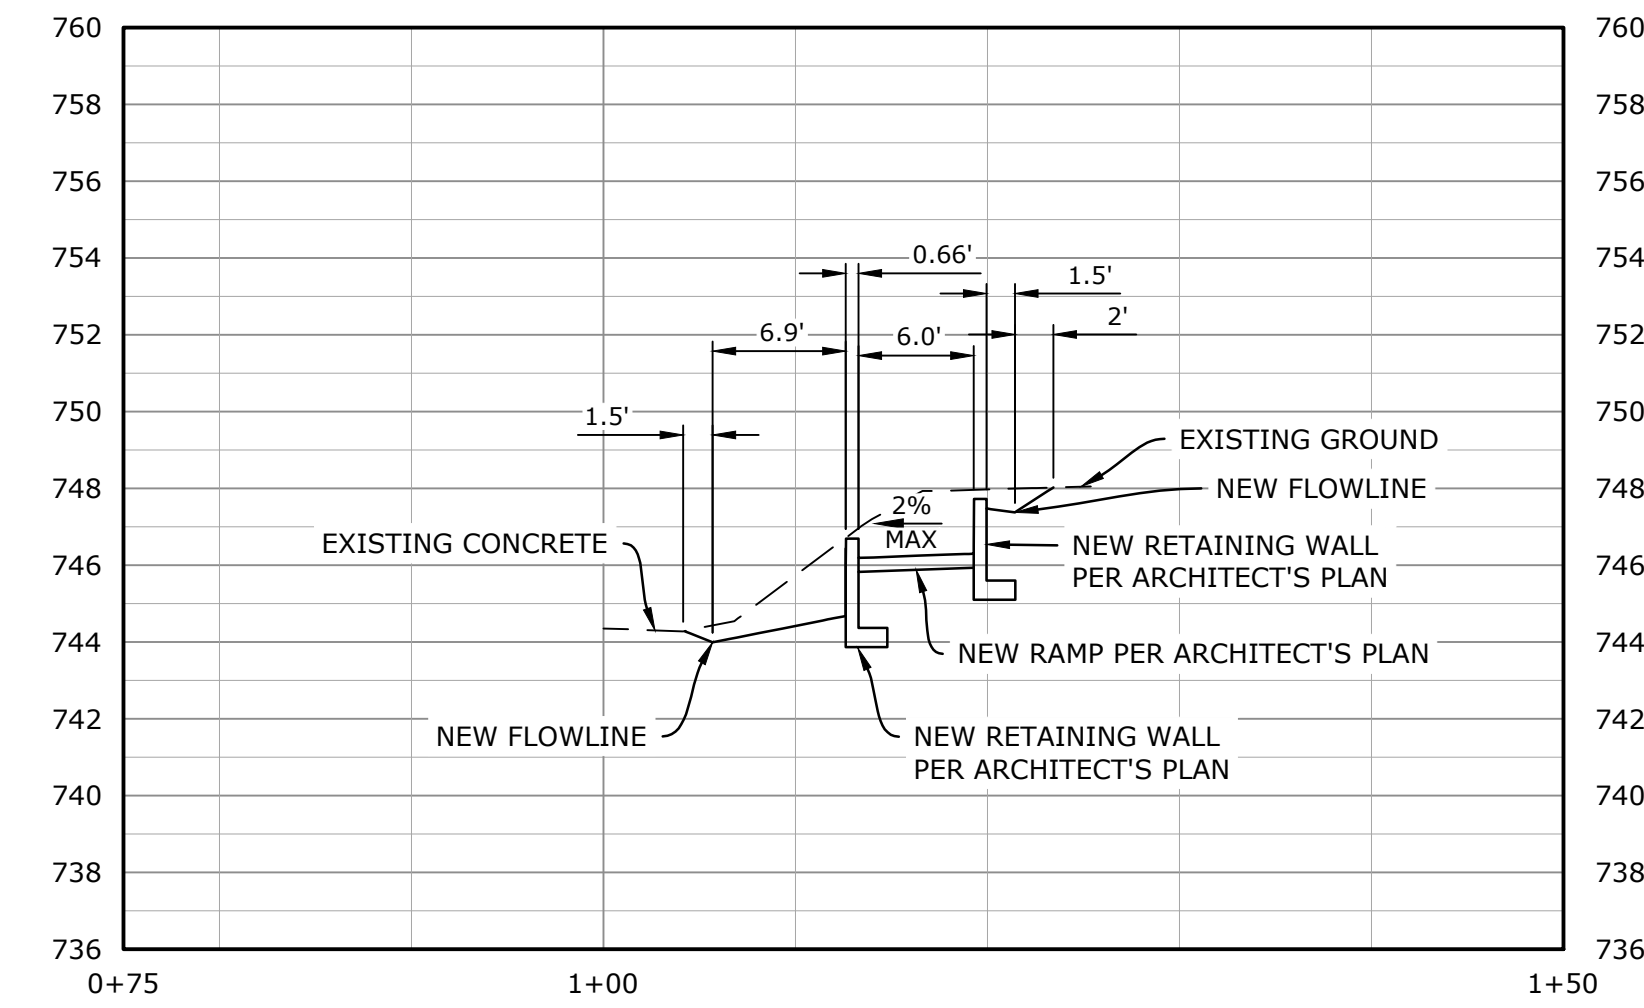 760 760
758 758
756 756
754 754
0.66'
1.5'
2'
752 752
6.9'
6.0'
750 750
1.5'
EXISTING GROUND
748 748
NEW FLOWLINE
2%
MAX
EXISTING CONCRETE
NEW RETAINING WALL
PER ARCHITECT'S PLAN
746 746
744 744
NEW RAMP PER ARCHITECT'S PLAN
742 742
NEW FLOWLINE
NEW RETAINING WALL
PER ARCHITECT'S PLAN
740 740
738 738
736 736
0+75 1+00 1+50